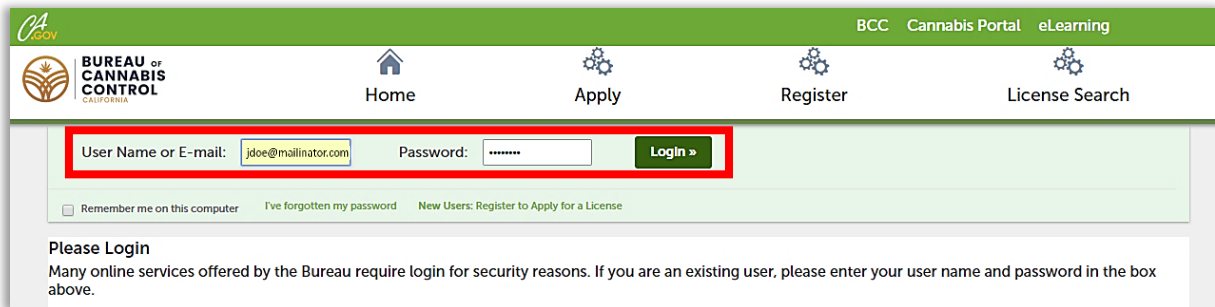 CA.GOV
BCC Cannabis Portal eLearning
BUREAU OF
CANNABIS
CONTROL
CALIFORNIA
Home Apply Register License Search
User Name or E-mail: jdoe@mailinator.com Password: •••••••• Login »
Remember me on this computer I've forgotten my password New Users: Register to Apply for a License
Please Login
Many online services offered by the Bureau require login for security reasons. If you are an existing user, please enter your user name and password in the box
above.